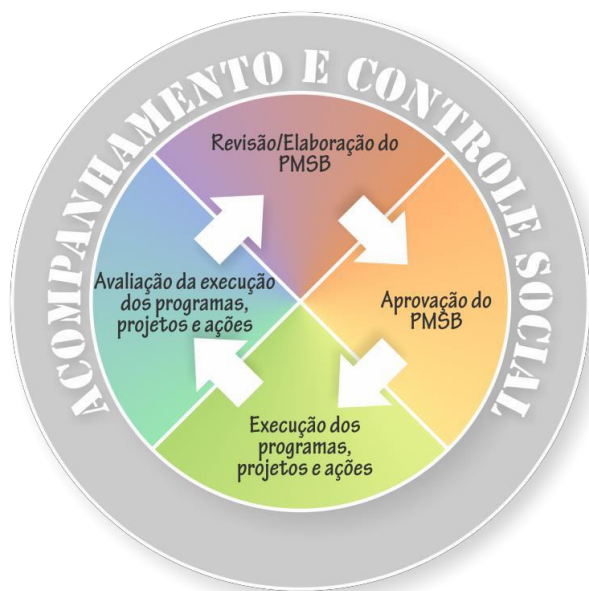 ACOMPANHAMENTO E CONTROLE SOCIAL
Revisão/Elaboração do
PMSB
Aprovação do
PMSB
Execução dos
programas,
projetos e ações
Avaliação da execução
dos programas,
projetos e ações